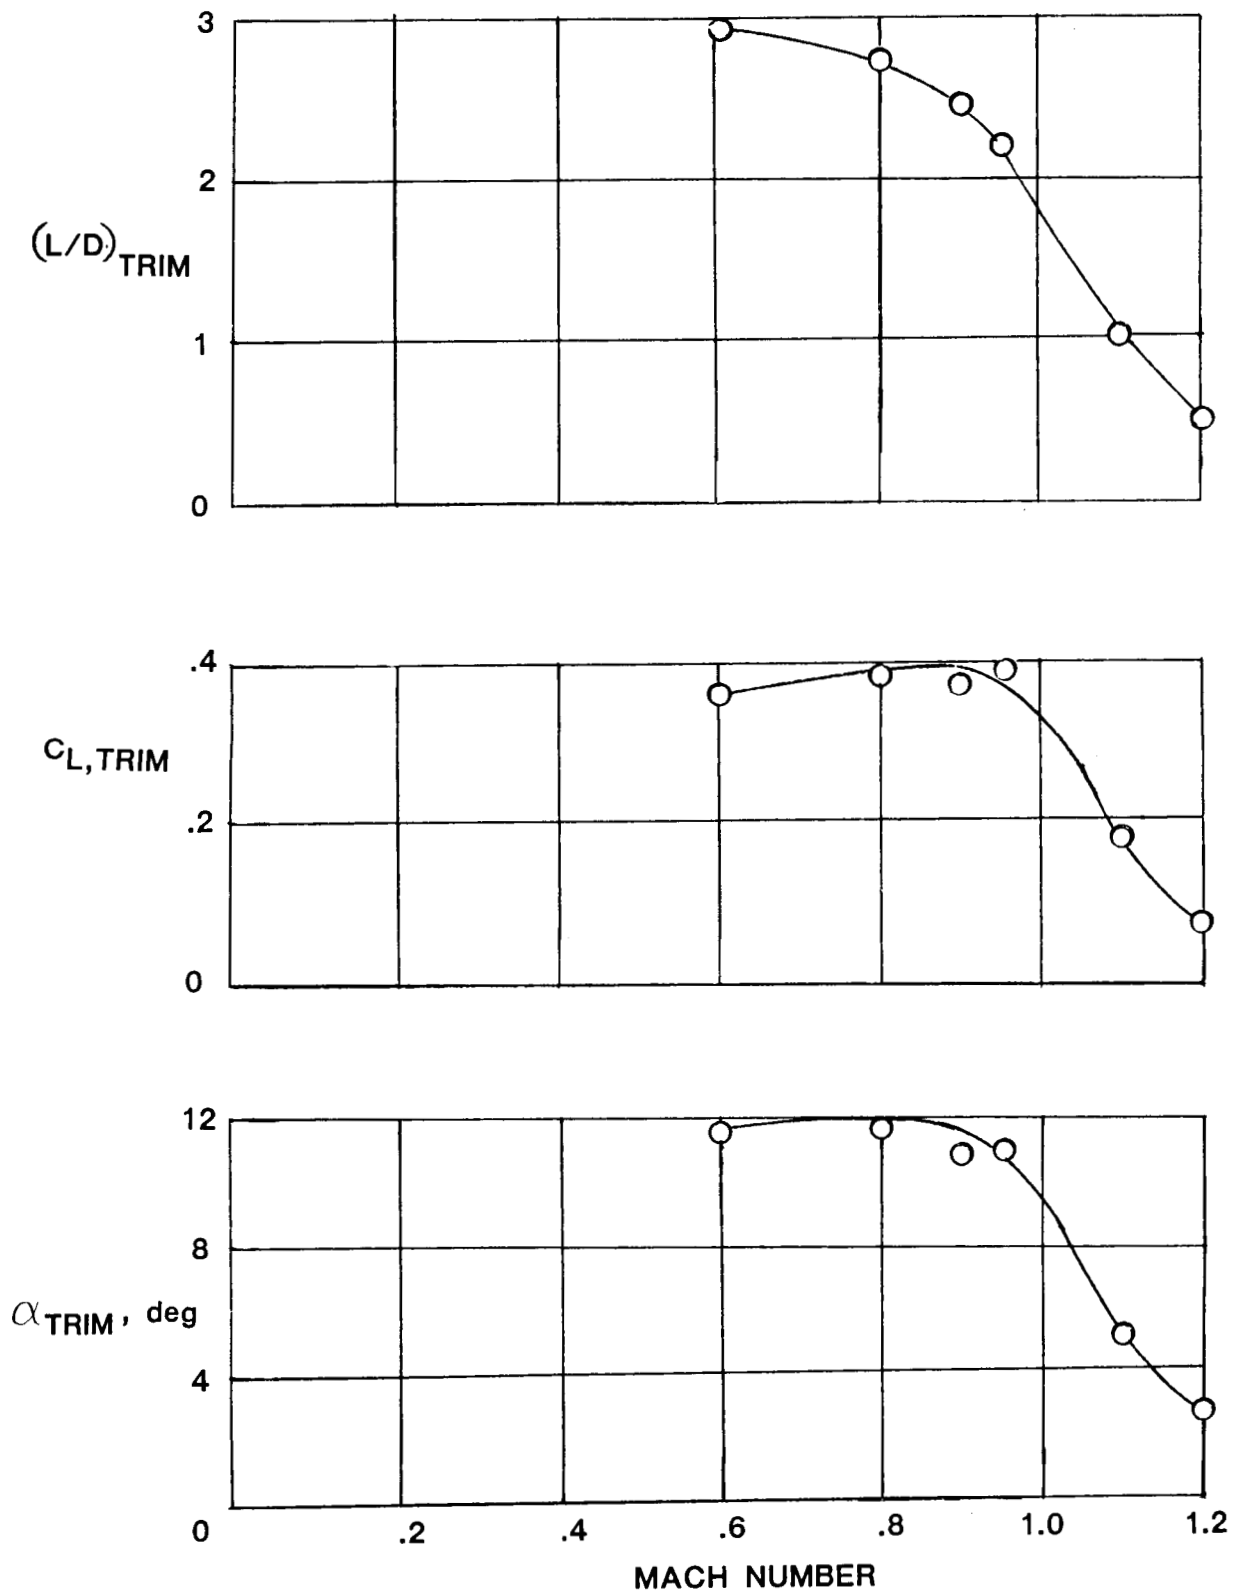 3
2
(L/D)TRIM
1
0
.4
CL,TRIM
.2
0
12
8
αTRIM, deg
4
0 .2 .4 .6 .8 1.0 1.2
MACH NUMBER